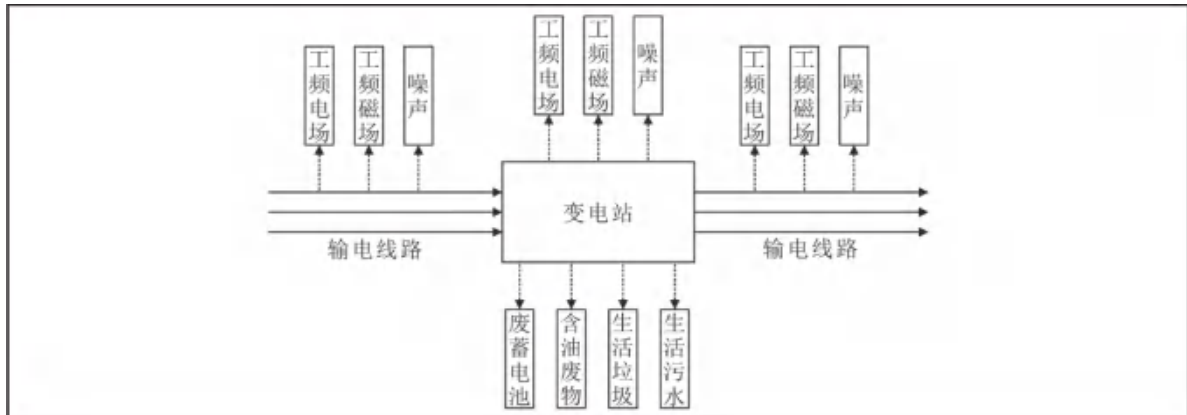 工频电场
工频磁场
噪声
工频电场
工频磁场
噪声
工频电场
工频磁场
噪声
变电站
输电线路
输电线路
废蓄电池
含油废物
生活垃圾
生活污水